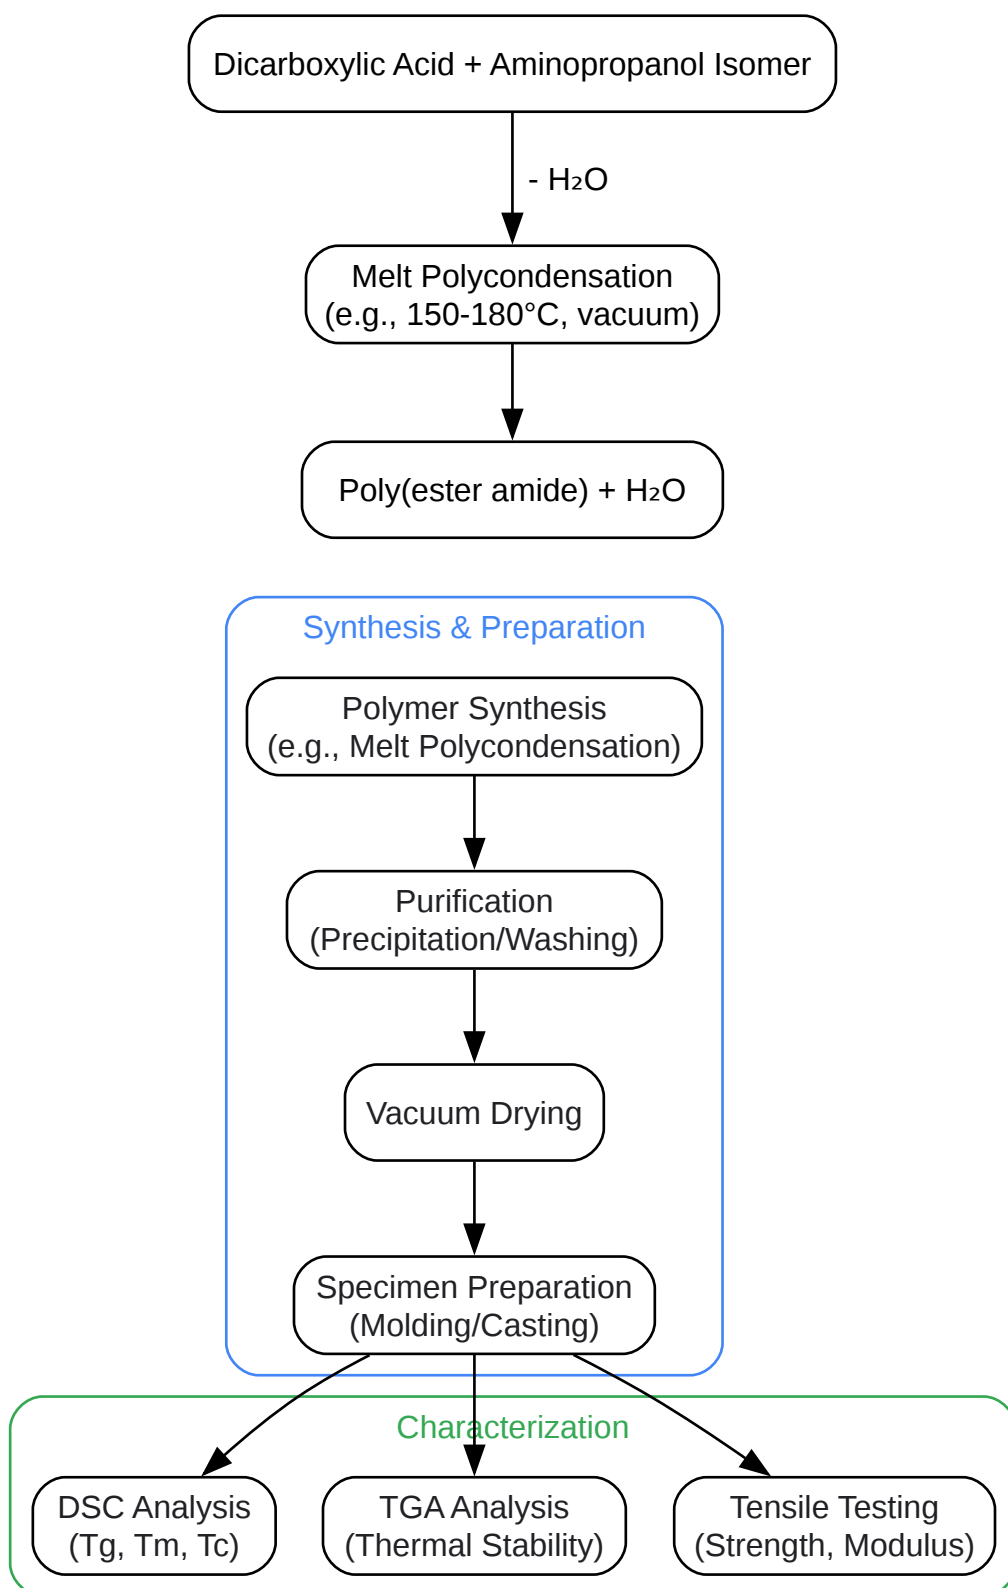 Dicarboxylic Acid + Aminopropanol Isomer
- H₂O
Melt Polycondensation
(e.g., 150-180°C, vacuum)
Poly(ester amide) + H₂O
Synthesis & Preparation
Polymer Synthesis
(e.g., Melt Polycondensation)
Purification
(Precipitation/Washing)
Vacuum Drying
Specimen Preparation
(Molding/Casting)
Characterization
DSC Analysis
(Tg, Tm, Tc)
TGA Analysis
(Thermal Stability)
Tensile Testing
(Strength, Modulus)